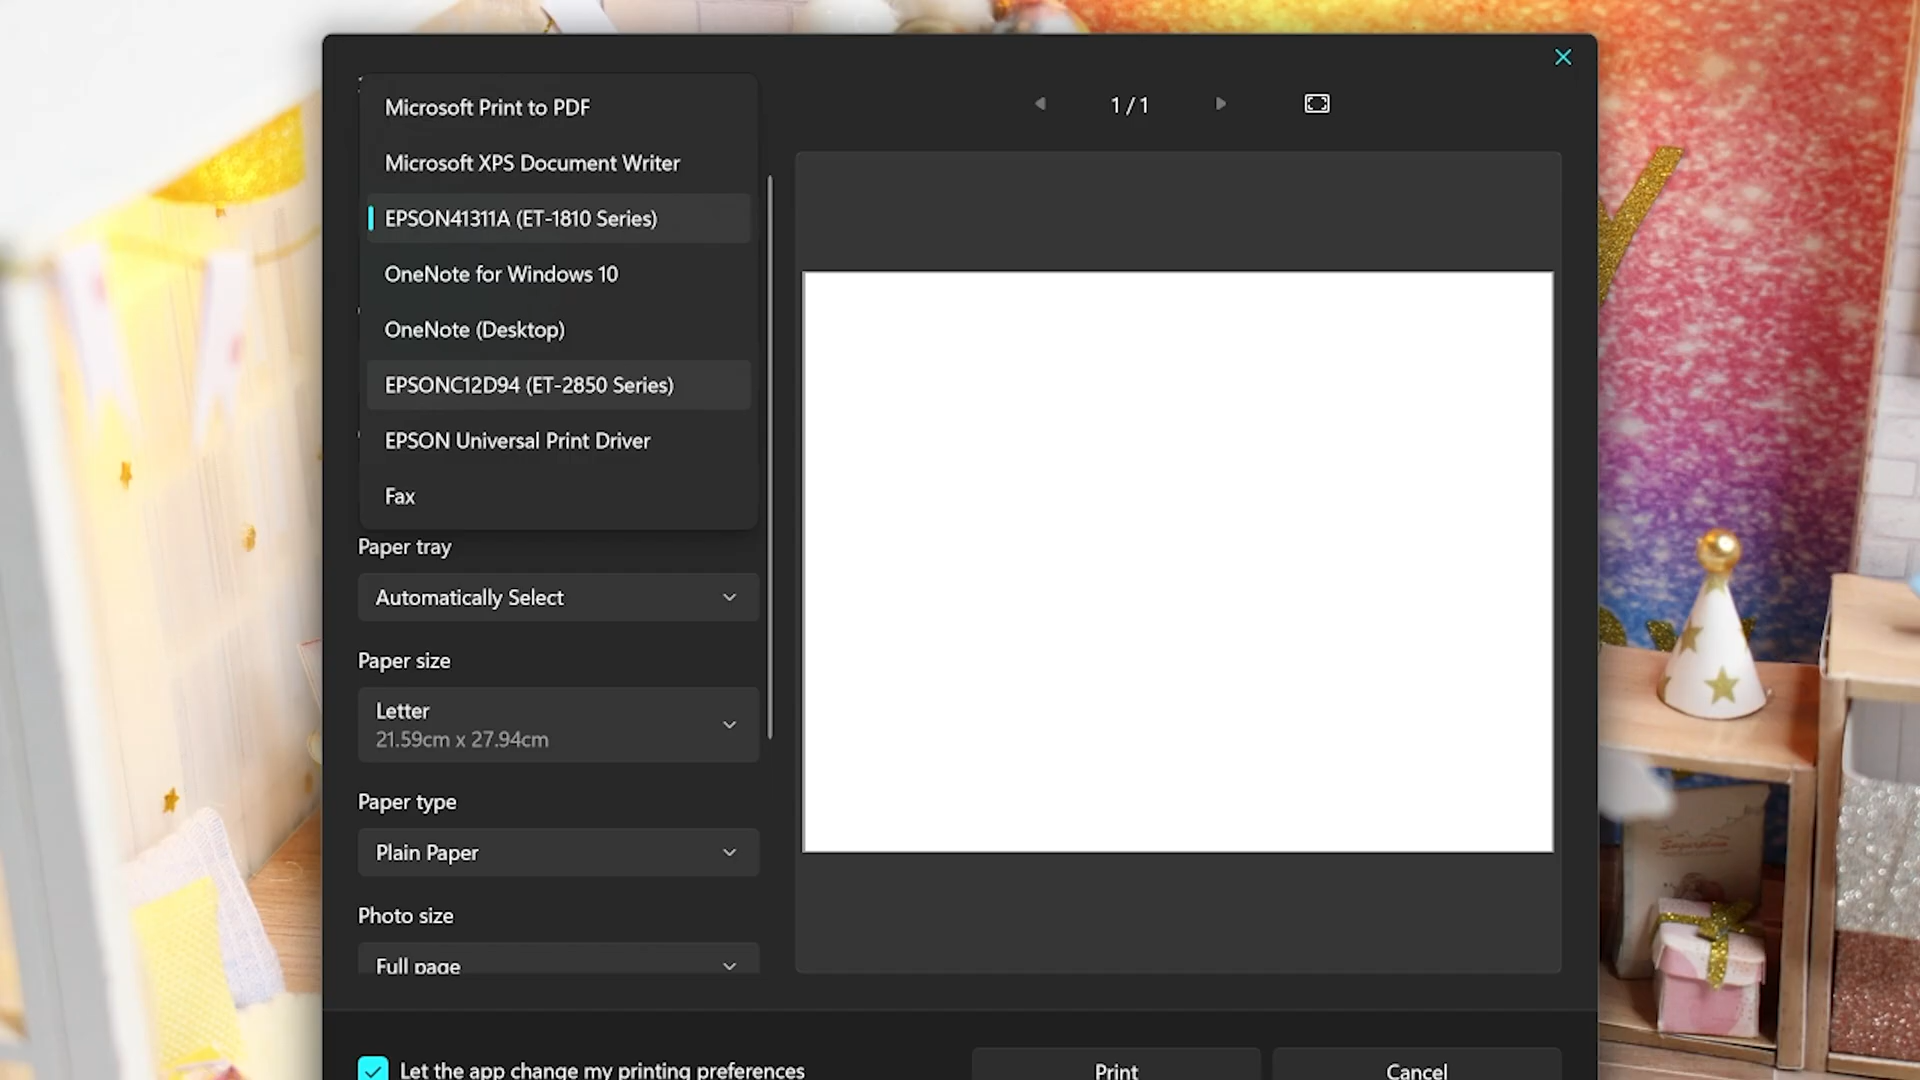 1 / 1
Microsoft Print to PDF
Microsoft XPS Document Writer
EPSON41311A (ET-1810 Series)
OneNote for Windows 10
OneNote (Desktop)
EPSONC12D94 (ET-2850 Series)
EPSON Universal Print Driver
Fax
Paper tray
Automatically Select
Paper size
Letter
21.59cm x 27.94cm
Paper type
Plain Paper
Photo size
Full page
Let the app change my printing preferences
Print
Cancel